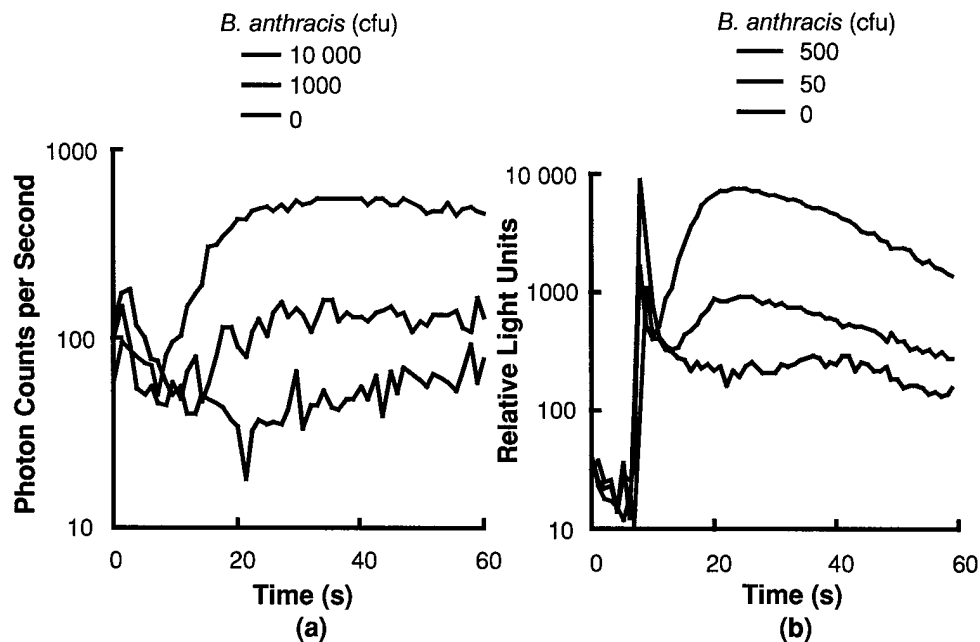 B. anthracis (cfu)
10 000
1000
0
Photon Counts per Second
1000
100
10
0
20
40
60
Time (s)
(a)
B. anthracis (cfu)
500
50
0
Relative Light Units
10 000
1000
100
10
0
20
40
60
Time (s)
(b)